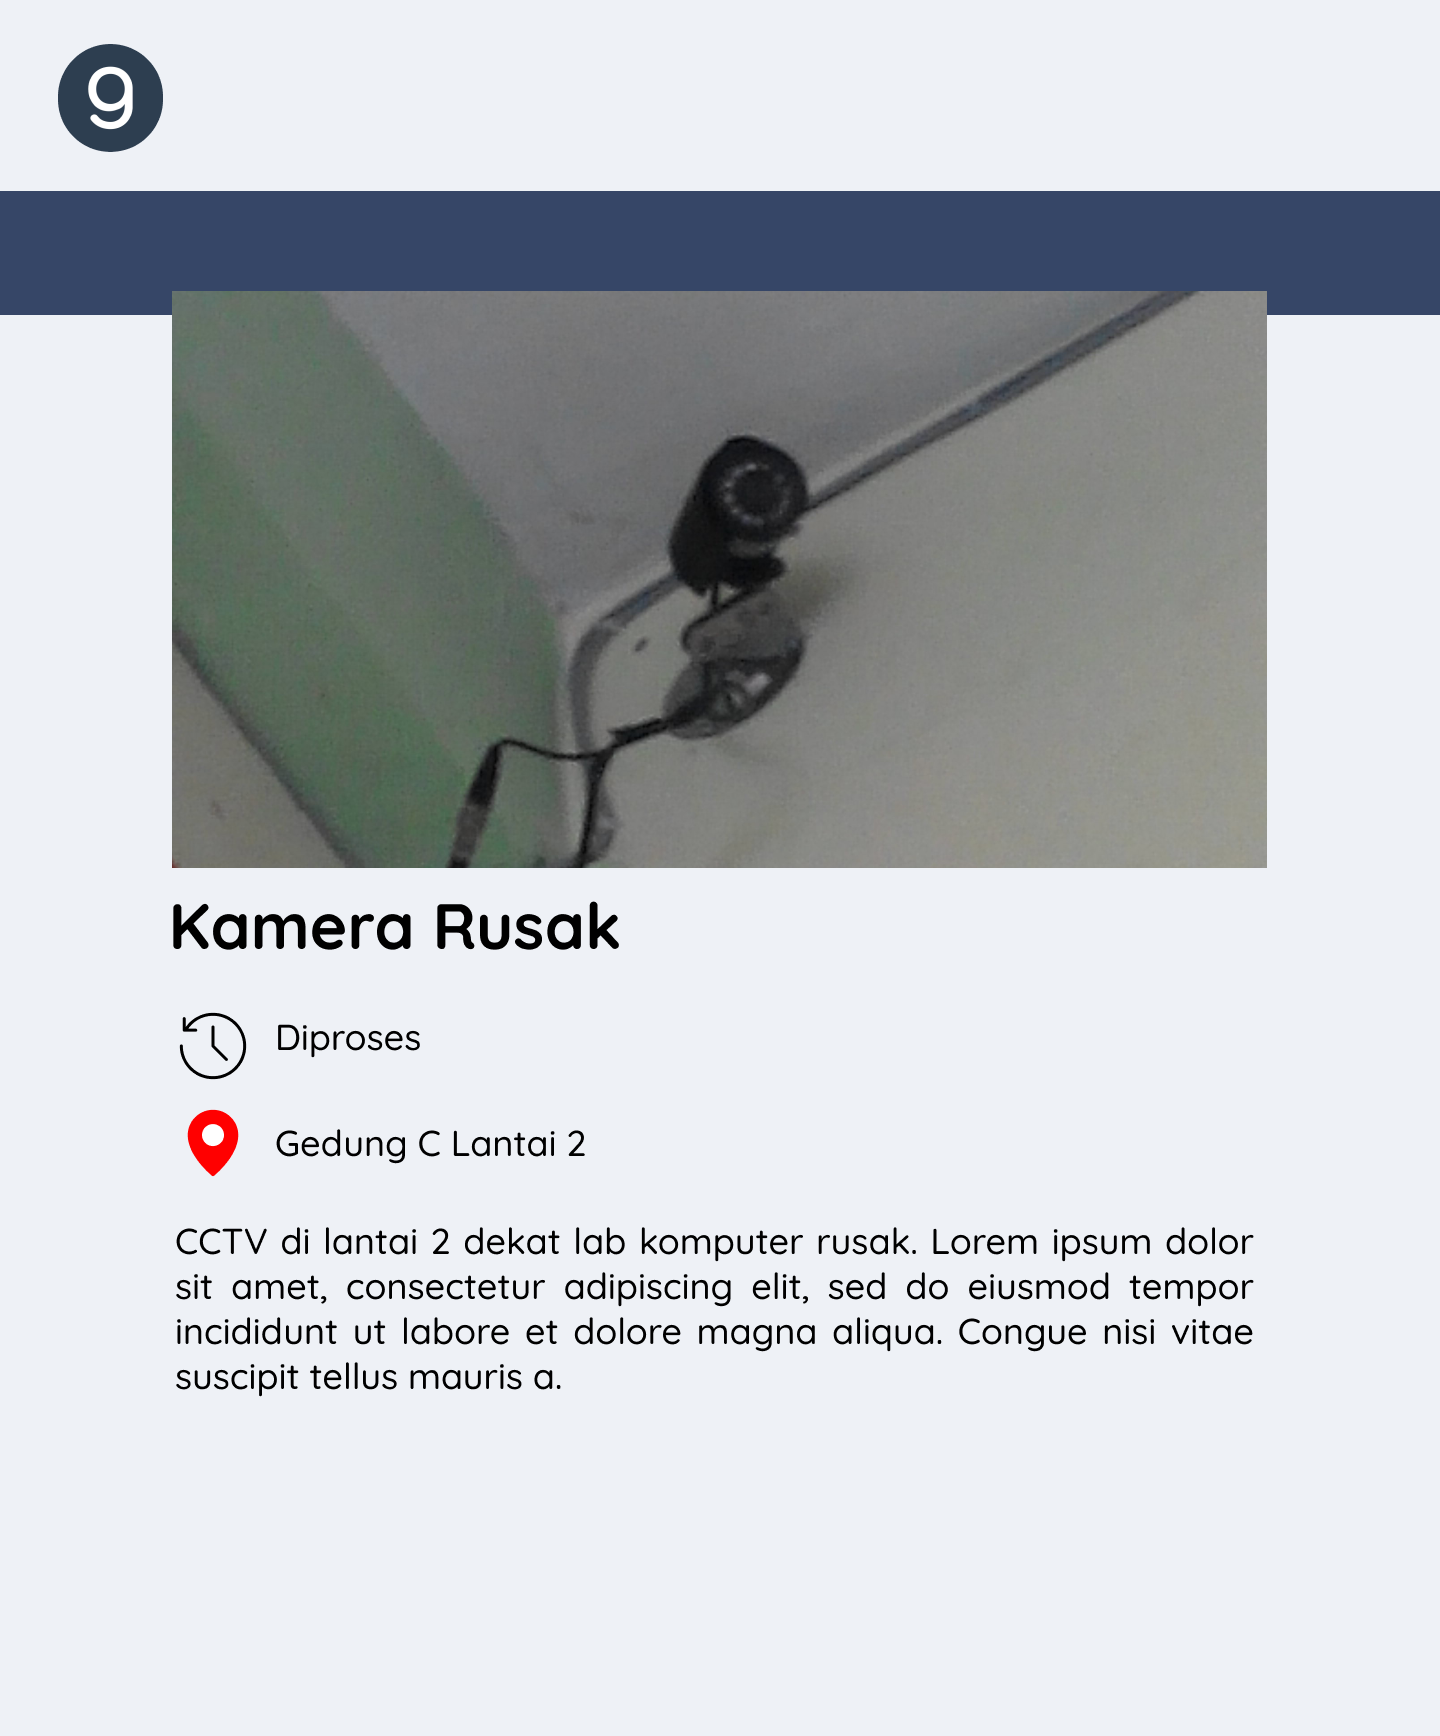 g
Kamera Rusak
Diproses
Gedung C Lantai 2
CCTV di lantai 2 dekat lab komputer rusak. Lorem ipsum dolor
sit amet, consectetur adipiscing elit, sed do eiusmod tempor
incididunt ut labore et dolore magna aliqua. Congue nisi vitae
suscipit tellus mauris a.